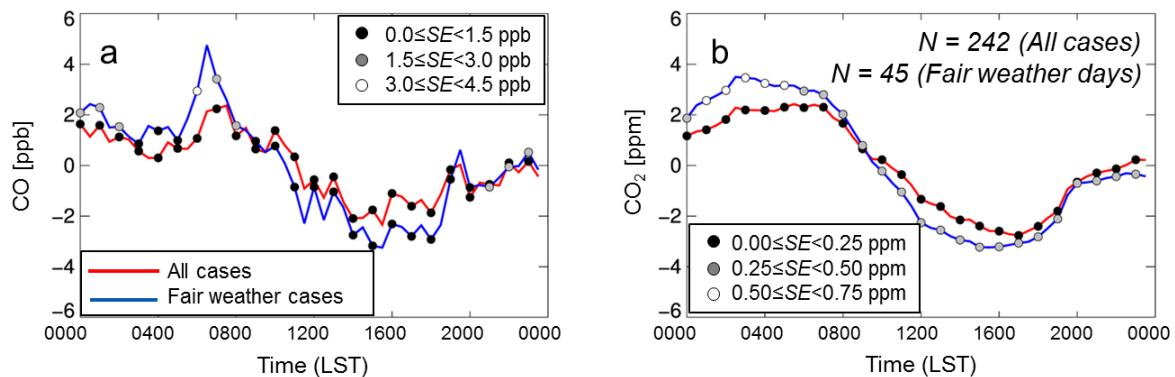 a
CO [ppb]
6
4
2
0
–2
–4
–6
0000 0400 0800 1200 1600 2000 0000
Time (LST)
0.0≤SE<1.5 ppb
1.5≤SE<3.0 ppb
3.0≤SE<4.5 ppb
All cases
Fair weather cases
b
CO₂ [ppm]
6
4
2
0
–2
–4
–6
0000 0400 0800 1200 1600 2000 0000
Time (LST)
N = 242 (All cases)
N = 45 (Fair weather days)
0.00≤SE<0.25 ppm
0.25≤SE<0.50 ppm
0.50≤SE<0.75 ppm